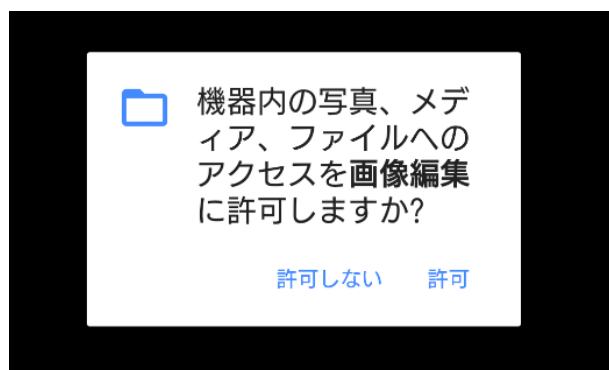 機器内の写真、メデ
ィア、ファイルへの
アクセスを画像編集
に許可しますか?
許可しない 許可